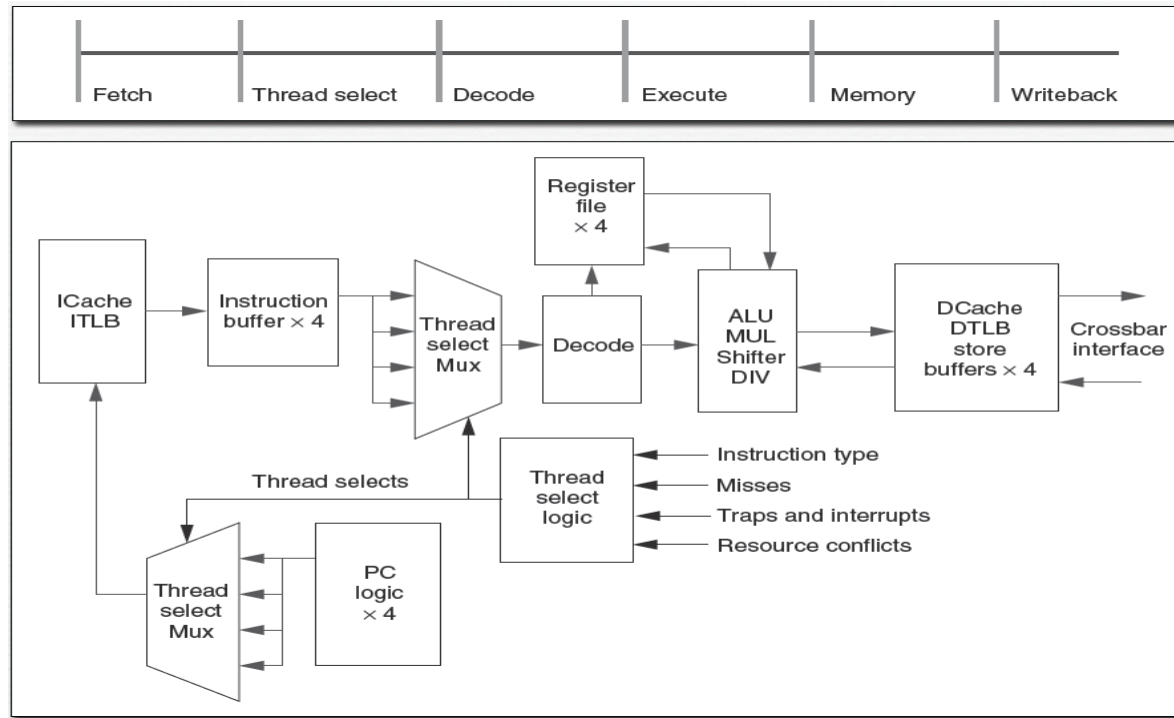 Fetch
Thread select
Decode
Execute
Memory
Writeback
Register
file
× 4
ICache
ITLB
Instruction
buffer × 4
Thread
select
Mux
Decode
ALU
MUL
Shifter
DIV
DCache
DTLB
store
buffers × 4
Crossbar
interface
Thread selects
Thread
select
logic
Instruction type
Misses
Traps and interrupts
Resource conflicts
Thread
select
Mux
PC
logic
× 4